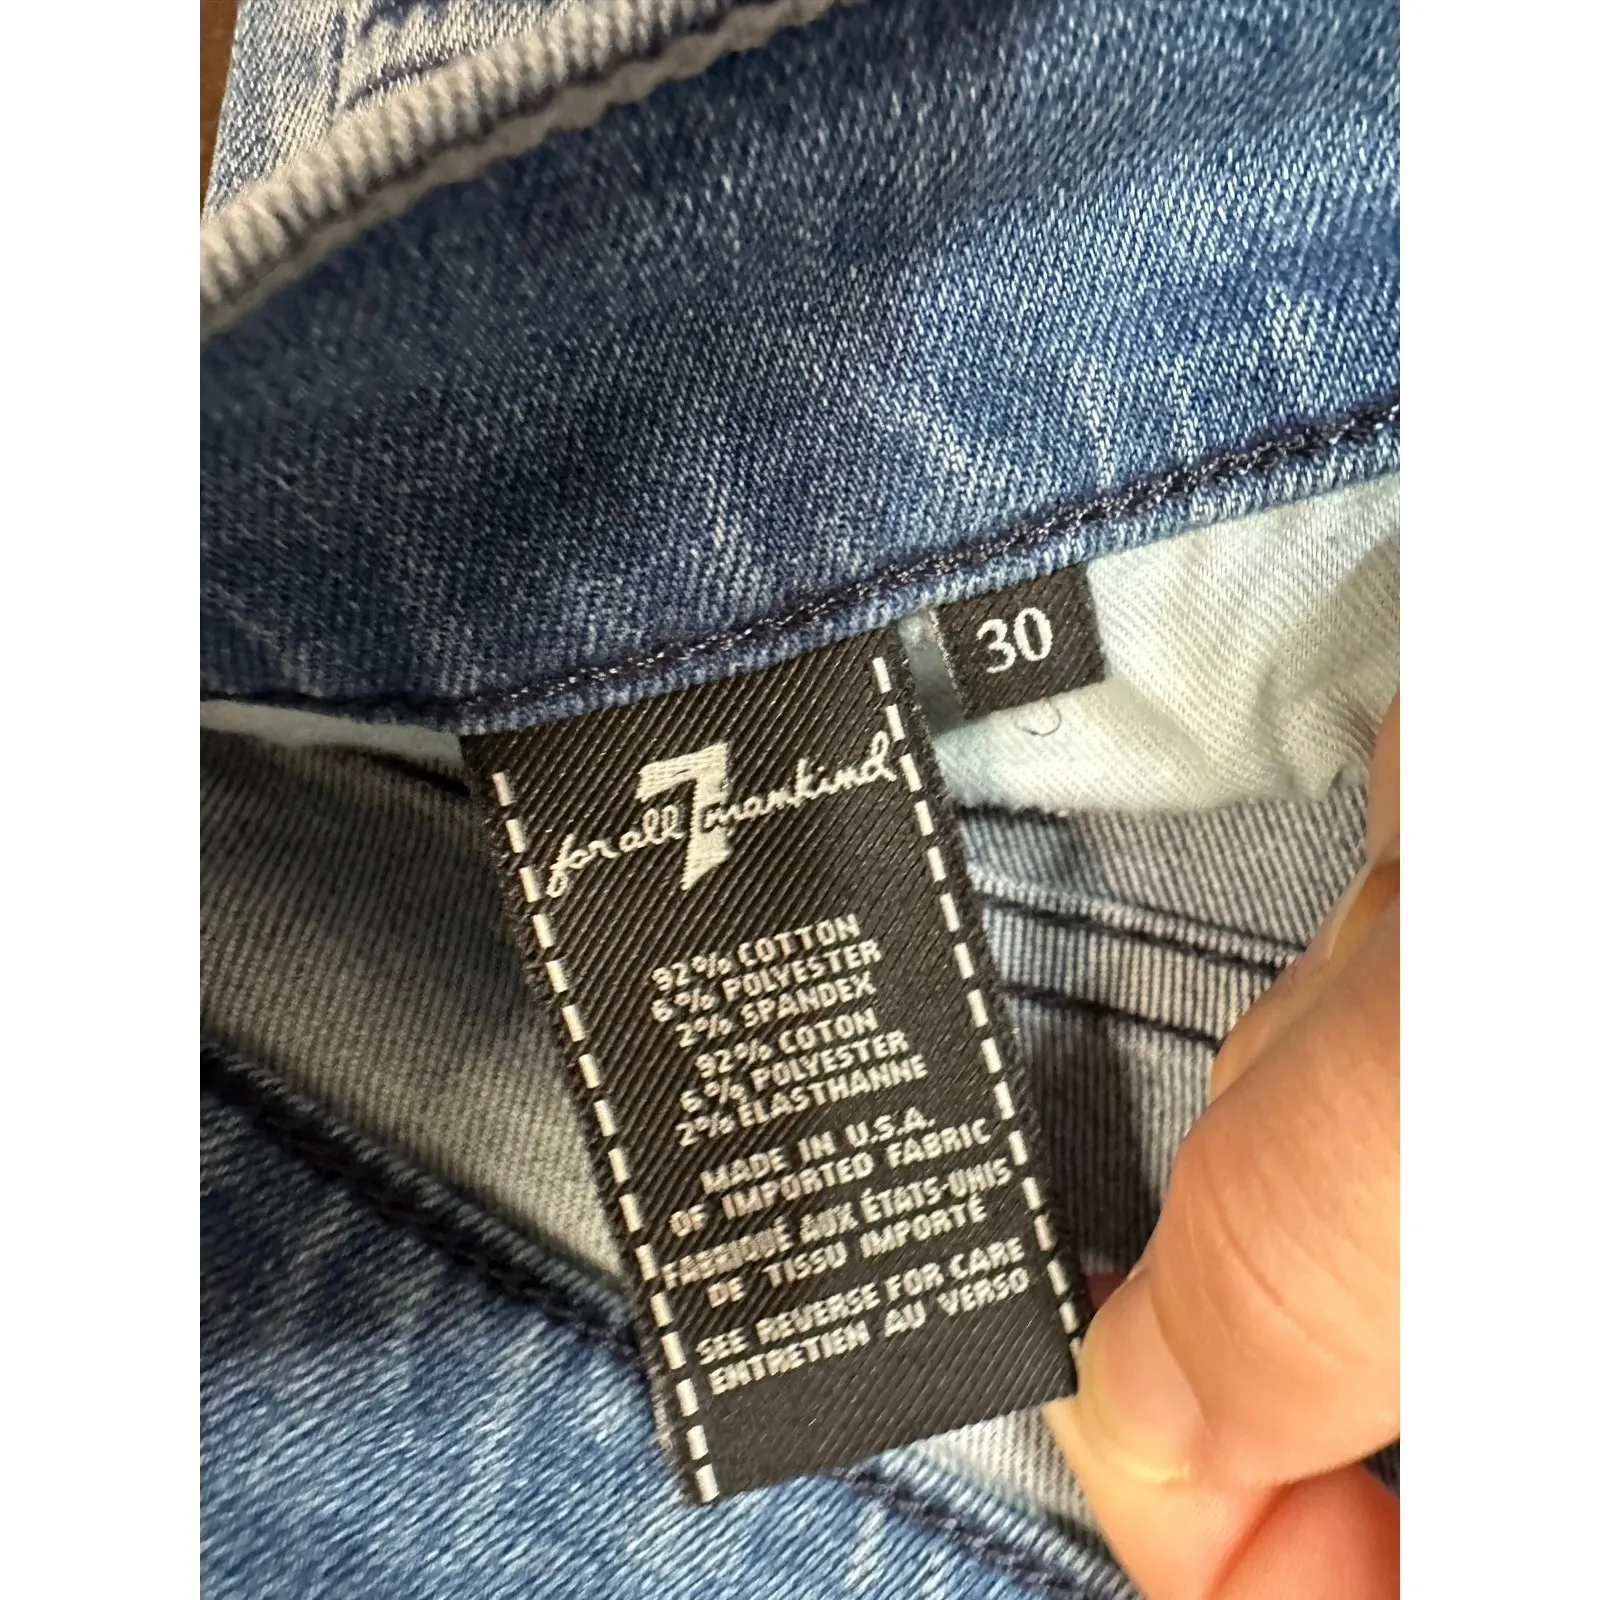 30
for all 7 mankind
92% COTTON
6% POLYESTER
2% SPANDEX
92% COTON
6% POLYESTER
2% ELASTHANNE
MADE IN U.S.A.
OF IMPORTED FABRIC
FABRIQUÉ AUX ÉTATS-UNIS
DE TISSU IMPORTÉ
SEE REVERSE FOR CARE
ENTRETIEN AU VERSO